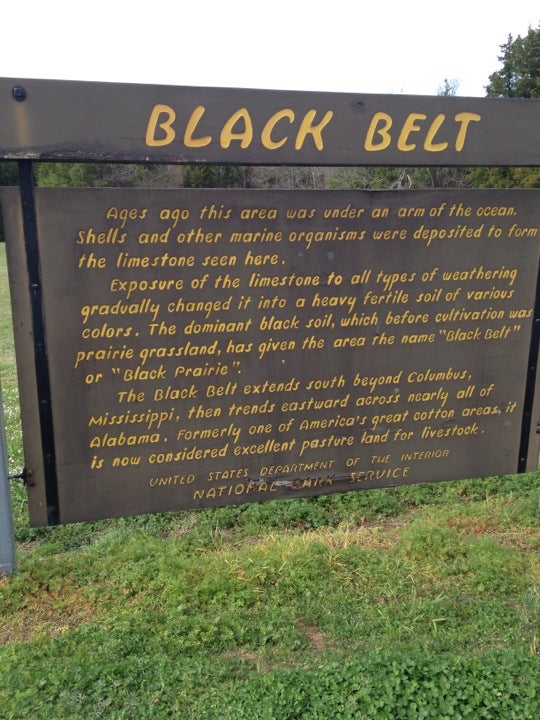 BLACK BELT
Ages ago this area was under an arm of the ocean.
Shells and other marine organisms were deposited to form
the limestone seen here.
Exposure of the limestone to all types of weathering
gradually changed it into a heavy fertile soil of various
colors. The dominant black soil, which before cultivation was
prairie grassland, has given the area the name "Black Belt"
or "Black Prairie".
The Black Belt extends south beyond Columbus,
Mississippi, then trends eastward across nearly all of
Alabama. Formerly one of America's great cotton areas, it
is now considered excellent pasture land for livestock.
UNITED STATES DEPARTMENT OF THE INTERIOR
NATIONAL PARK SERVICE